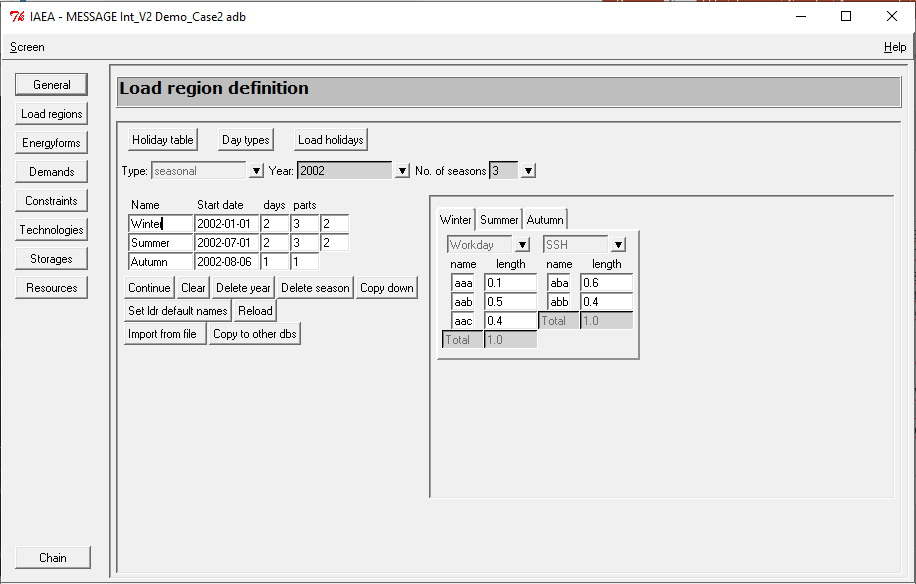 IAEA - MESSAGE Int_V2 Demo_Case2 adb
Screen Help
General
Load regions
Energyforms
Demands
Constraints
Technologies
Storages
Resources
Chain
Load region definition
Holiday table Day types Load holidays
Type: seasonal Year: 2002 No. of seasons 3
Name Start date days parts
Winter 2002-01-01 2 3 2
Summer 2002-07-01 2 3 2
Autumn 2002-08-06 1 1
Continue Clear Delete year Delete season Copy down
Set ldr default names Reload
Import from file Copy to other dbs
Winter Summer Autumn
Workday SSH
name length name length
aaa 0.1 aba 0.6
aab 0.5 abb 0.4
aac 0.4 Total 1.0
Total 1.0